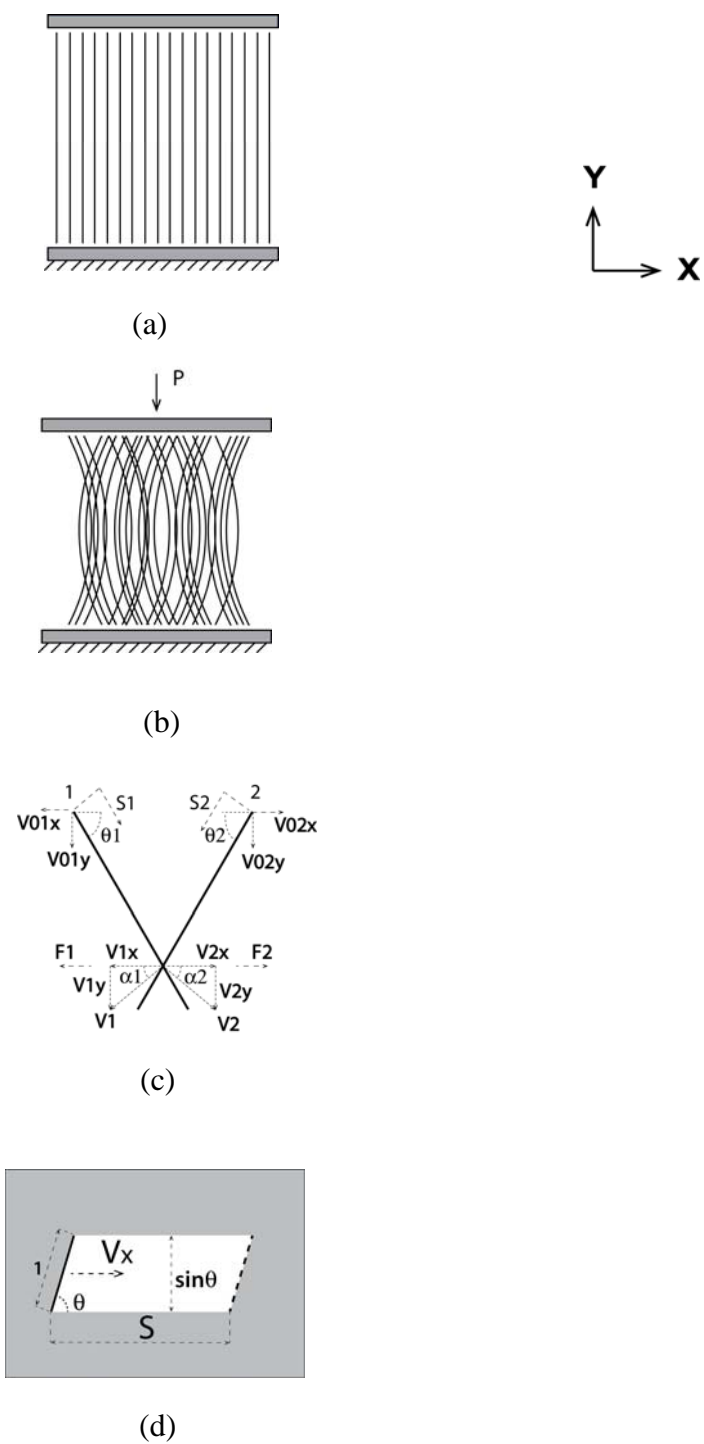 Y
X
(a)
P
(b)
1 S1 S2 2
V01x θ1 θ2 V02x
V01y V02y
F1 V1x V2x F2
V1y α1 α2 V2y
V1 V2
(c)
1 Vx sinθ
θ
S
(d)